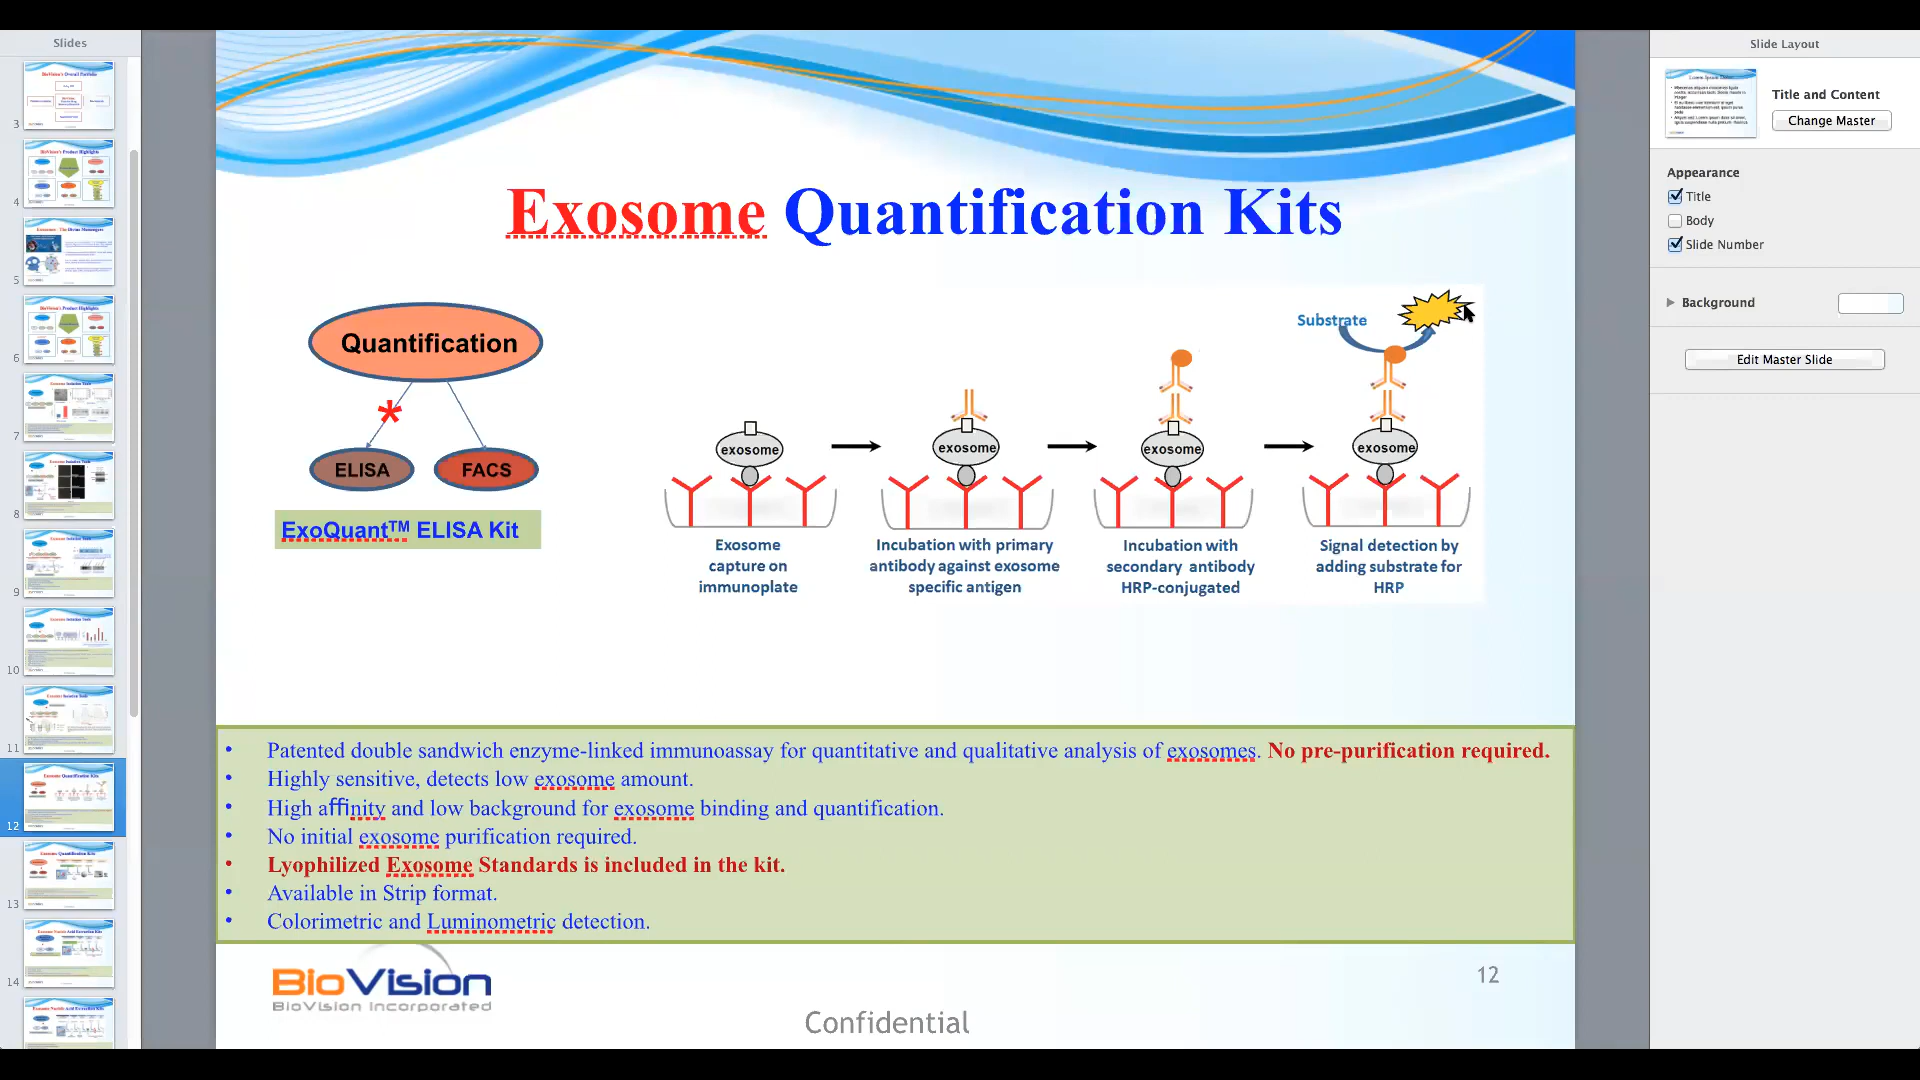 Slides
Slide Layout
Title and Content
Change Master
Appearance
Title
Body
Slide Number
Background
Edit Master Slide
3
4
5
6
7
8
9
10
11
12
13
14
Exosome Quantification Kits
Quantification
*
ELISA
FACS
ExoQuant™ ELISA Kit
Substrate
exosome
exosome
exosome
exosome
Exosome
capture on
immunoplate
Incubation with primary
antibody against exosome
specific antigen
Incubation with
secondary antibody
HRP-conjugated
Signal detection by
adding substrate for
HRP
• Patented double sandwich enzyme-linked immunoassay for quantitative and qualitative analysis of exosomes. No pre-purification required.
• Highly sensitive, detects low exosome amount.
• High affinity and low background for exosome binding and quantification.
• No initial exosome purification required.
• Lyophilized Exosome Standards is included in the kit.
• Available in Strip format.
• Colorimetric and Luminometric detection.
BioVision
BioVision Incorporated
12
Confidential